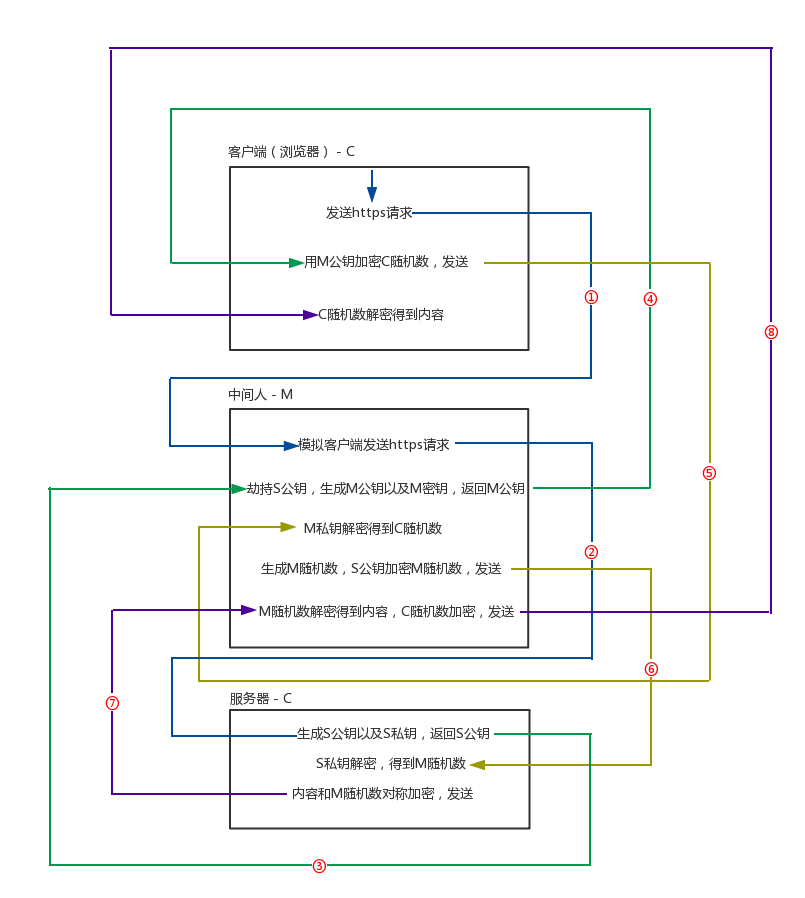 客户端（浏览器） - C
发送https请求
用M公钥加密C随机数，发送
①
④
C随机数解密得到内容
⑧
中间人 - M
模拟客户端发送https请求
⑤
劫持S公钥，生成M公钥以及M密钥，返回M公钥
M私钥解密得到C随机数
②
生成M随机数，S公钥加密M随机数，发送
M随机数解密得到内容，C随机数加密，发送
⑥
⑦
服务器 - C
生成S公钥以及S私钥，返回S公钥
S私钥解密，得到M随机数
内容和M随机数对称加密，发送
③